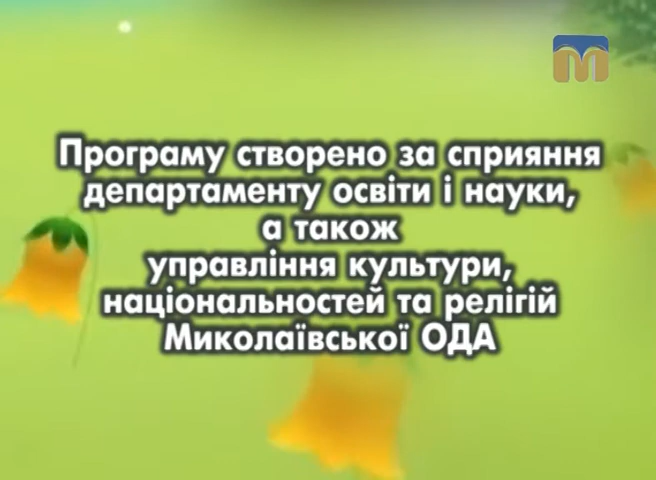 Програму створено за сприяння
департаменту освіти і науки,
а також
управління культури,
національностей та релігій
Миколаївської ОДА